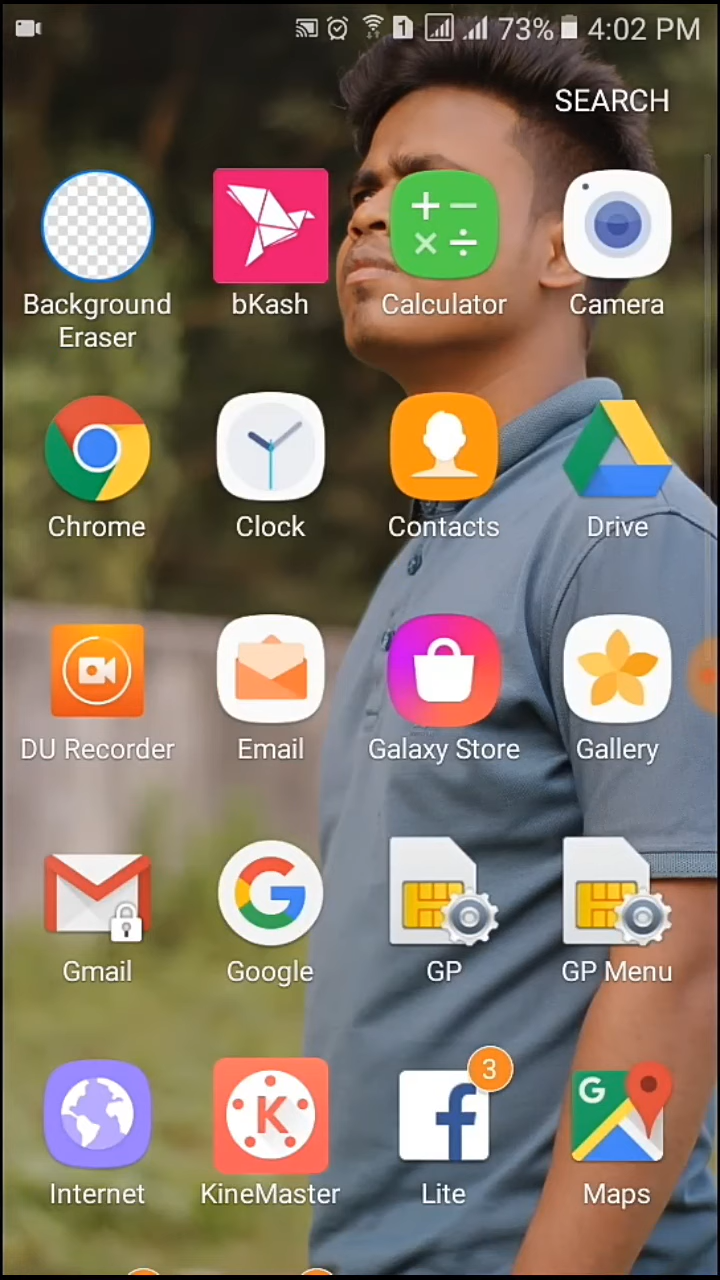 1 73% 4:02 PM
SEARCH
Background
Eraser
bKash
Calculator
Camera
Chrome
Clock
Contacts
Drive
DU Recorder
Email
Galaxy Store
Gallery
Gmail
G
Google
GP
GP Menu
Internet
K
KineMaster
f
3
Lite
G
Maps